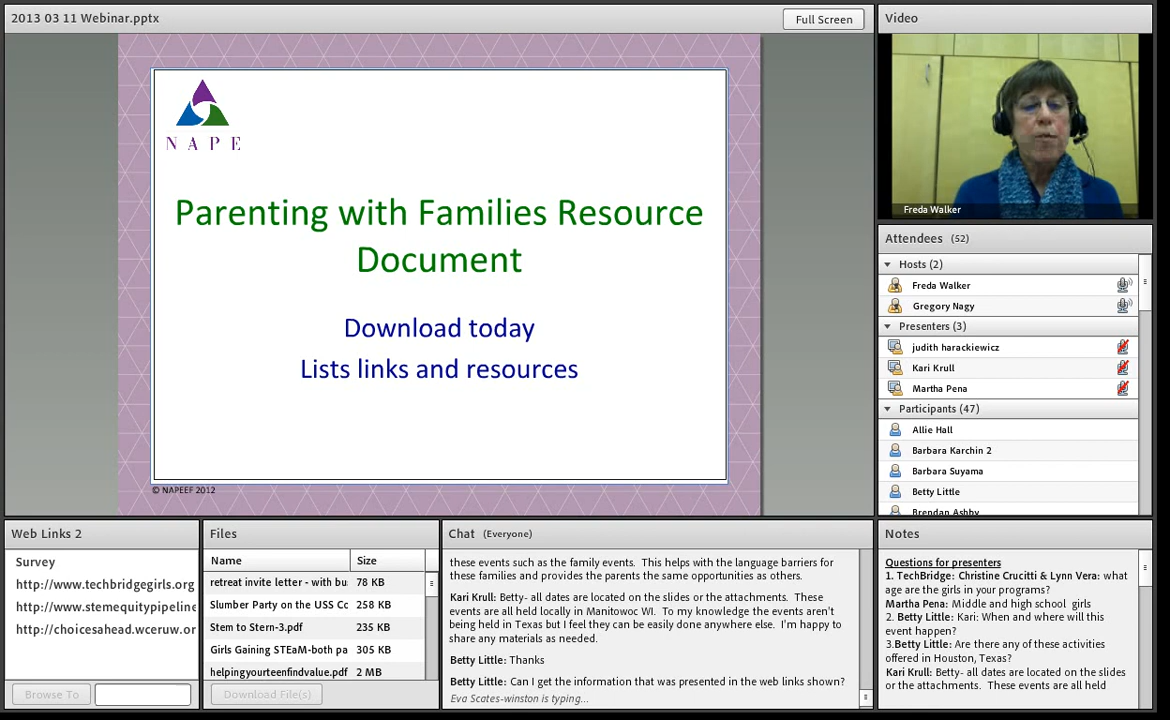 2013 03 11 Webinar.pptx
Full Screen
NAPE
Parenting with Families Resource
Document
Download today
Lists links and resources
© NAPEEF 2012
Video
Freda Walker
Attendees (52)
Hosts (2)
Freda Walker
Gregory Nagy
Presenters (3)
judith harackiewicz
Kari Krull
Martha Pena
Participants (47)
Allie Hall
Barbara Karchin 2
Barbara Suyama
Betty Little
Brendan Ashby
Web Links 2
Survey
http://www.techbridgegirls.org
http://www.stemequitypipeline
http://choicesahead.wceruw.or
Browse To
Files
Name Size
retreat invite letter - with bu: 78 KB
Slumber Party on the USS Cc 258 KB
Stem to Stern-3.pdf 235 KB
Girls Gaining STEaM-both pa 305 KB
helpingyourteenfindvalue.pdf 2 MB
Download File(s)
Chat (Everyone)
these events such as the family events. This helps with the language barriers for
these families and provides the parents the same opportunities as others.
Kari Krull: Betty- all dates are located on the slides or the attachments. These
events are all held locally in Manitowoc WI. To my knowledge the events aren't
being held in Texas but I feel they can be easily done anywhere else. I'm happy to
share any materials as needed.
Betty Little: Thanks
Betty Little: Can I get the information that was presented in the web links shown?
Eva Scates-winston is typing...
Notes
Questions for presenters
1. TechBridge: Christine Crucitti & Lynn Vera: what
age are the girls in your programs?
Martha Pena: Middle and high school girls
2. Betty Little: Kari: When and where will this
event happen?
3.Betty Little: Are there any of these activities
offered in Houston, Texas?
Kari Krull: Betty- all dates are located on the slides
or the attachments. These events are all held